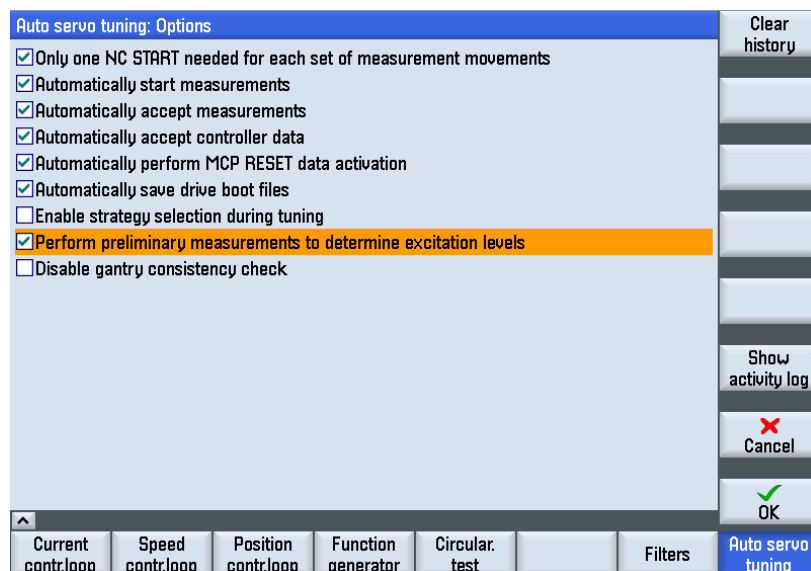 Auto servo tuning: Options
Only one NC START needed for each set of measurement movements
Automatically start measurements
Automatically accept measurements
Automatically accept controller data
Automatically perform MCP RESET data activation
Automatically save drive boot files
Enable strategy selection during tuning
Perform preliminary measurements to determine excitation levels
Disable gantry consistency check
Clear
history
Show
activity log
Cancel
OK
Current
contr.loop
Speed
contr.loop
Position
contr.loop
Function
generator
Circular.
test
Filters
Auto servo
tuning